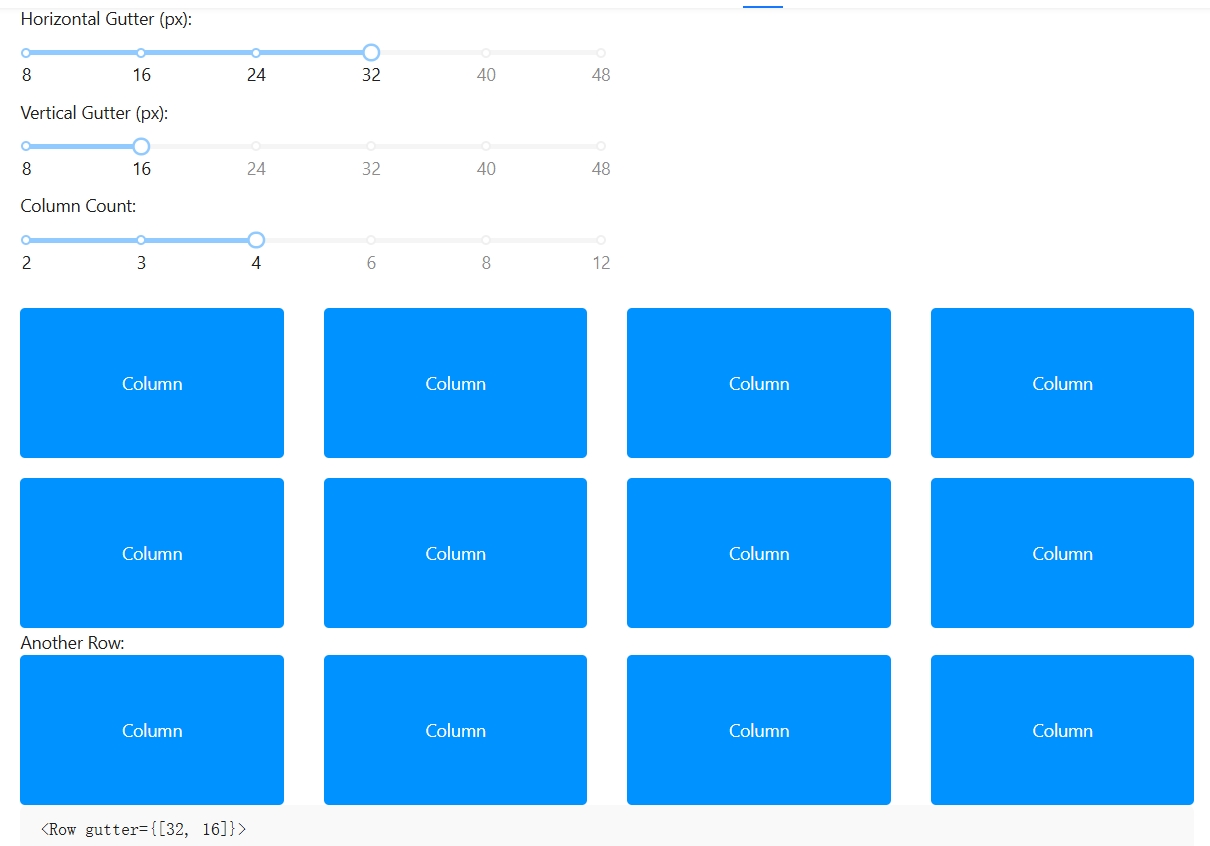 Horizontal Gutter (px):
8 16 24 32 40 48
Vertical Gutter (px):
8 16 24 32 40 48
Column Count:
2 3 4 6 8 12
Column Column Column Column
Column Column Column Column
Another Row:
Column Column Column Column
<Row gutter={[32, 16]}>